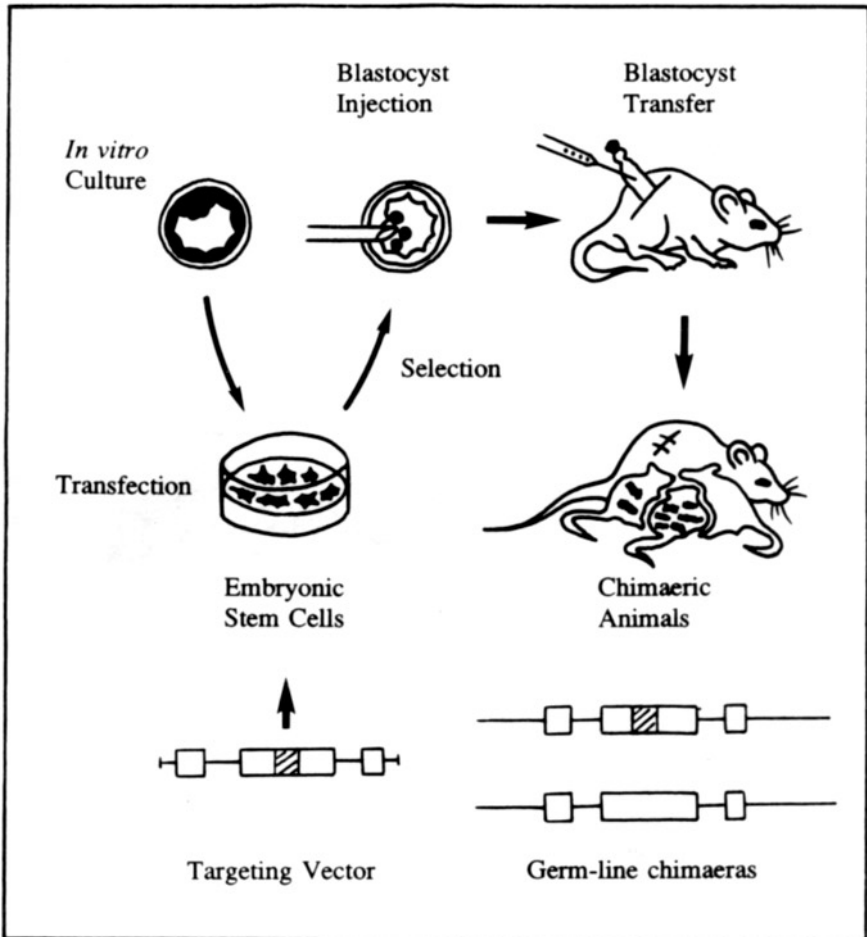 Blastocyst
Injection
Blastocyst
Transfer
In vitro
Culture
Selection
Transfection
Embryonic
Stem Cells
Chimaeric
Animals
Targeting Vector
Germ-line chimaeras